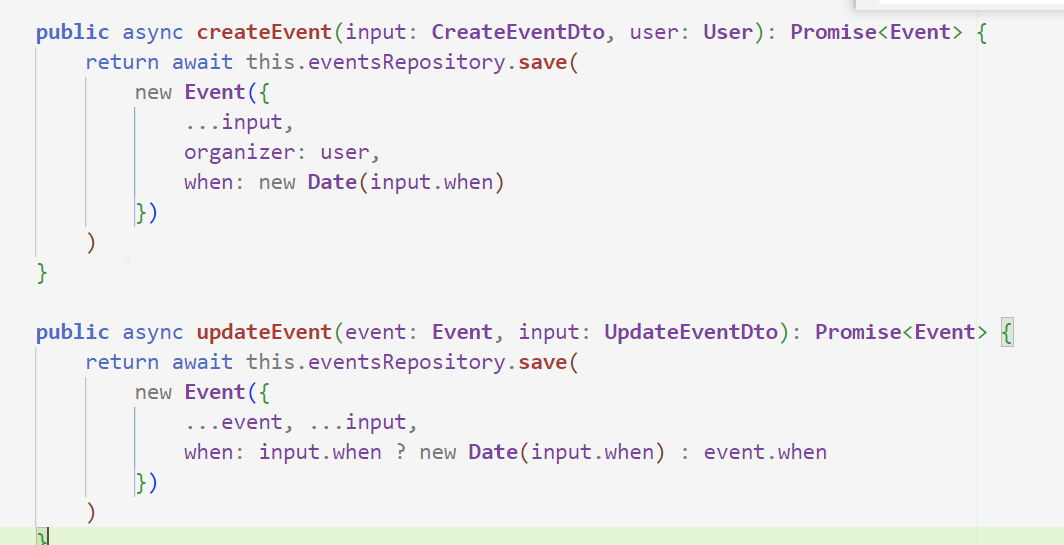 public async createEvent(input: CreateEventDto, user: User): Promise<Event> {
    return await this.eventsRepository.save(
        new Event({
            ...input,
            organizer: user,
            when: new Date(input.when)
        })
    )
}

public async updateEvent(event: Event, input: UpdateEventDto): Promise<Event> {
    return await this.eventsRepository.save(
        new Event({
            ...event, ...input,
            when: input.when ? new Date(input.when) : event.when
        })
    )
}